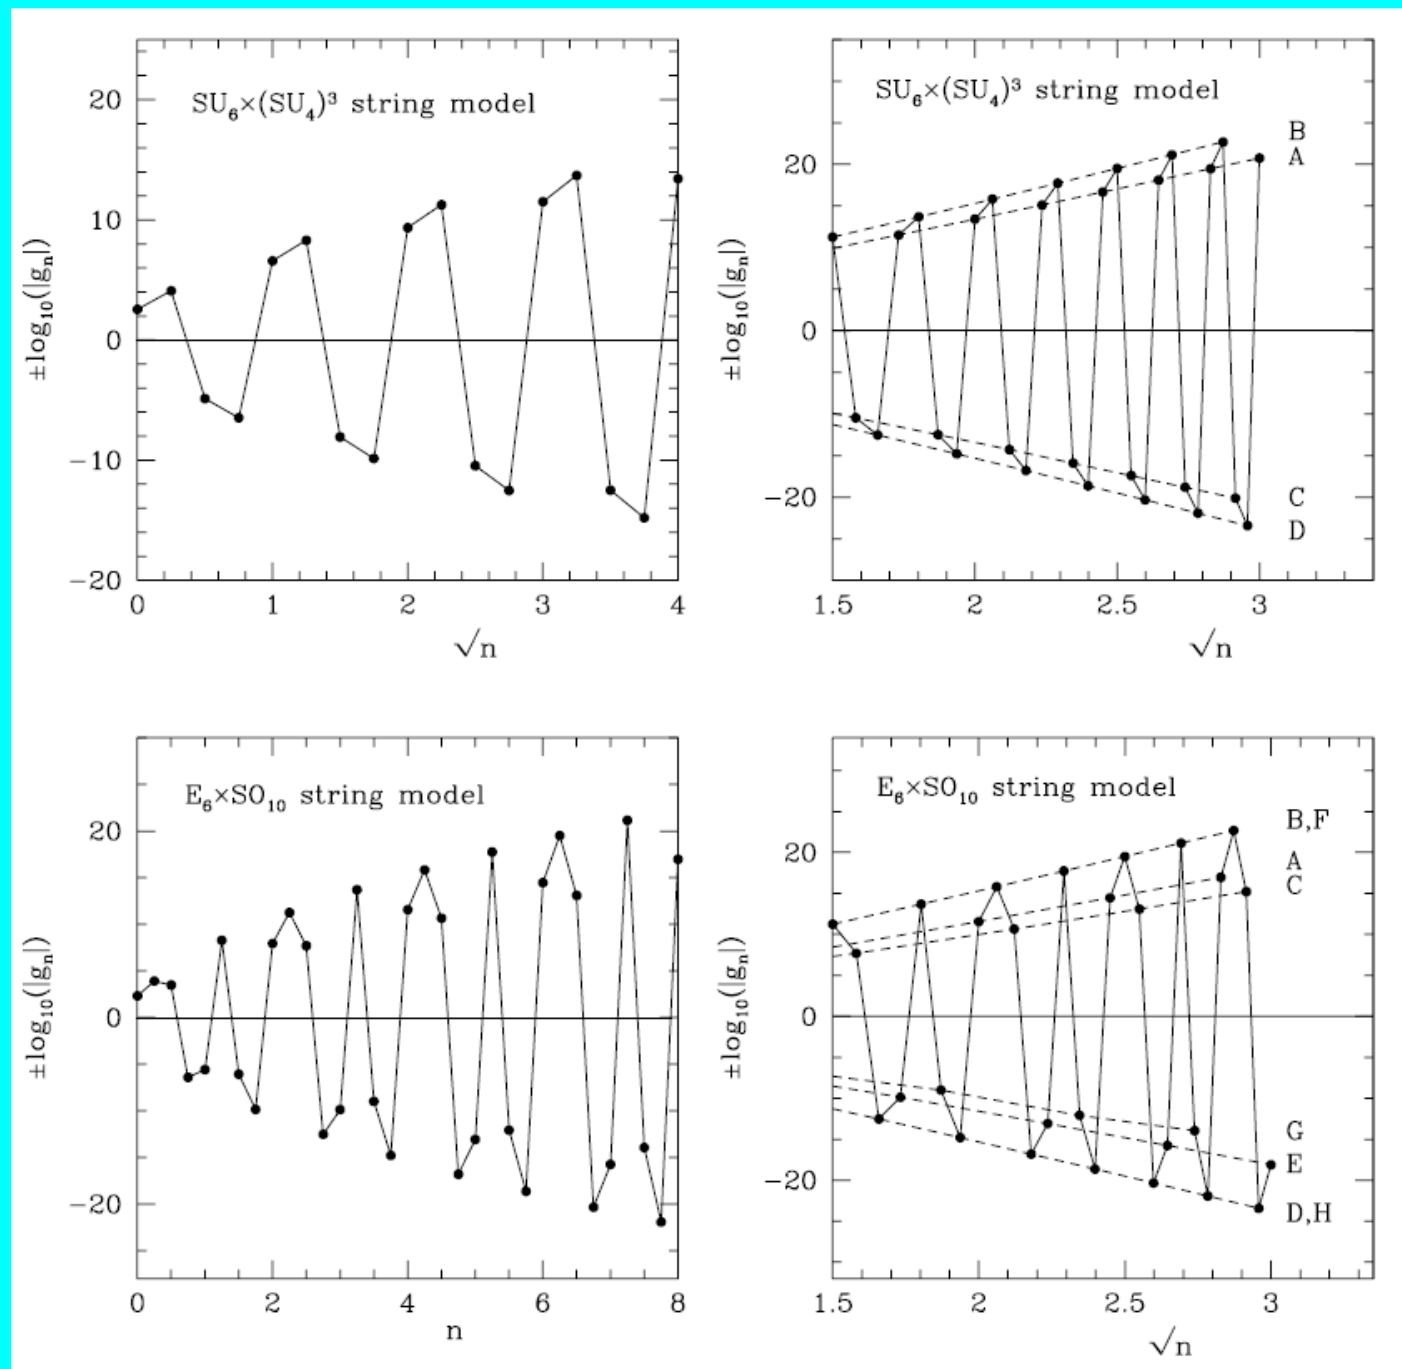 SU₆×(SU₄)³ string model
±log₁₀(|gₙ|)
20
10
0
−10
−20
0 1 2 3 4
√n
SU₆×(SU₄)³ string model
±log₁₀(|gₙ|)
20
0
−20
B
A
C
D
1.5 2 2.5 3
√n
E₆×SO₁₀ string model
±log₁₀(|gₙ|)
20
0
−20
0 2 4 6 8
n
E₆×SO₁₀ string model
±log₁₀(|gₙ|)
20
0
−20
B,F
A
C
G
E
D,H
1.5 2 2.5 3
√n